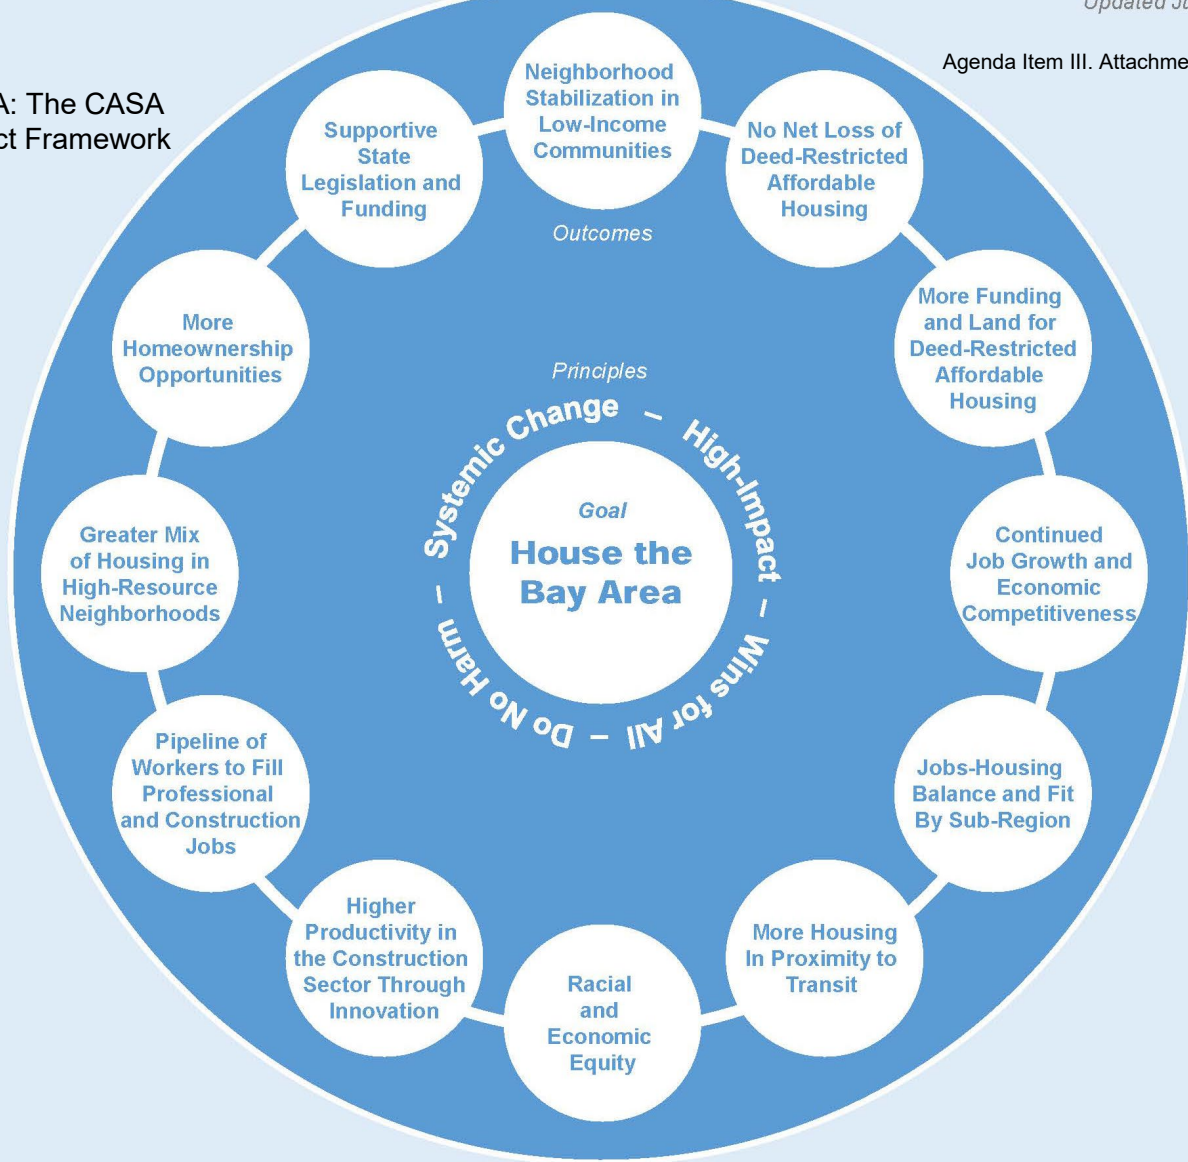 Updated
Agenda Item III.
A: The CASA
Framework
Neighborhood
Stabilization in
Low-Income
Communities
No Net Loss of
Deed-Restricted
Affordable
Housing
More Funding
and Land for
Deed-Restricted
Affordable
Housing
Continued
Job Growth and
Economic
Competitiveness
Jobs-Housing
Balance and Fit
By Sub-Region
More Housing
In Proximity to
Transit
Racial
and
Economic
Equity
Higher
Productivity in
the Construction
Sector Through
Innovation
Pipeline of
Workers to Fill
Professional
and Construction
Jobs
Greater Mix
of Housing in
High-Resource
Neighborhoods
More
Homeownership
Opportunities
Supportive
State
Legislation and
Funding
Outcomes
Principles
Systemic Change – High-Impact – Wins for All – Do No Harm –
Goal
House the
Bay Area